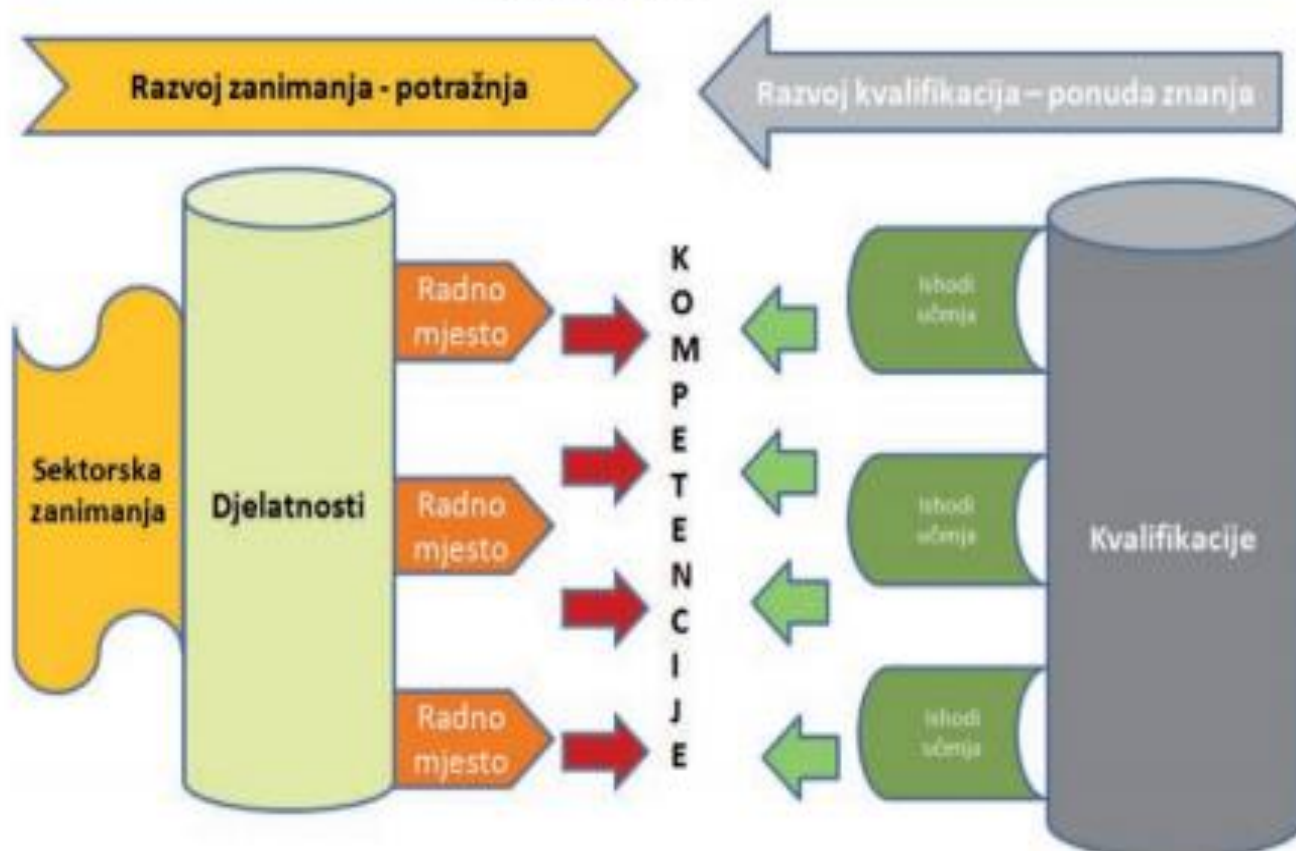 Razvoj zanimanja - potražnja
Razvoj kvalifikacija – ponuda znanja
Sektorska
zanimanja
Djelatnosti
Radno
mjesto
Radno
mjesto
Radno
mjesto
K
O
M
P
E
T
E
N
C
I
J
E
Ishodi
učenja
Ishodi
učenja
Ishodi
učenja
Kvalifikacije